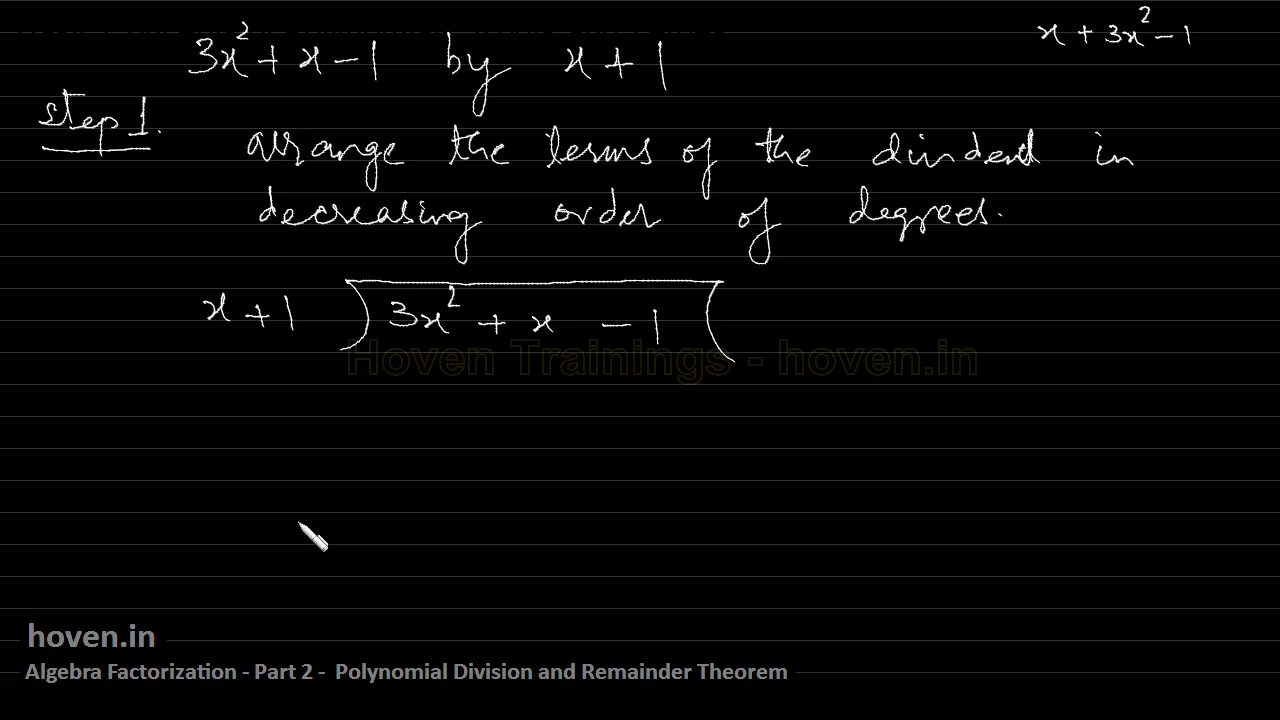 3x² + x - 1 by x + 1
x + 3x² - 1
Step 1.
arrange the terms of the dividend in
decreasing order of degrees.
x + 1 ) 3x² + x - 1 (
Hoven Trainings - hoven.in
hoven.in
Algebra Factorization - Part 2 - Polynomial Division and Remainder Theorem